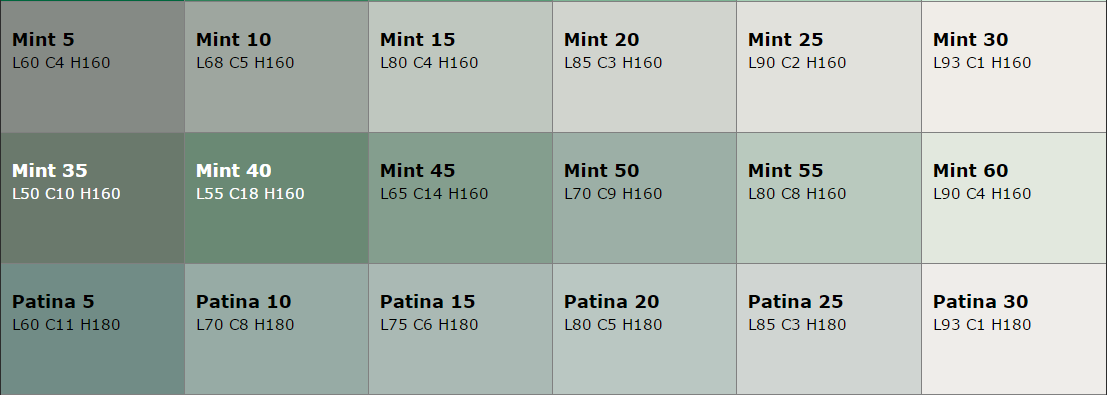 Mint 5
L60 C4 H160
Mint 10
L68 C5 H160
Mint 15
L80 C4 H160
Mint 20
L85 C3 H160
Mint 25
L90 C2 H160
Mint 30
L93 C1 H160
Mint 35
L50 C10 H160
Mint 40
L55 C18 H160
Mint 45
L65 C14 H160
Mint 50
L70 C9 H160
Mint 55
L80 C8 H160
Mint 60
L90 C4 H160
Patina 5
L60 C11 H180
Patina 10
L70 C8 H180
Patina 15
L75 C6 H180
Patina 20
L80 C5 H180
Patina 25
L85 C3 H180
Patina 30
L93 C1 H180